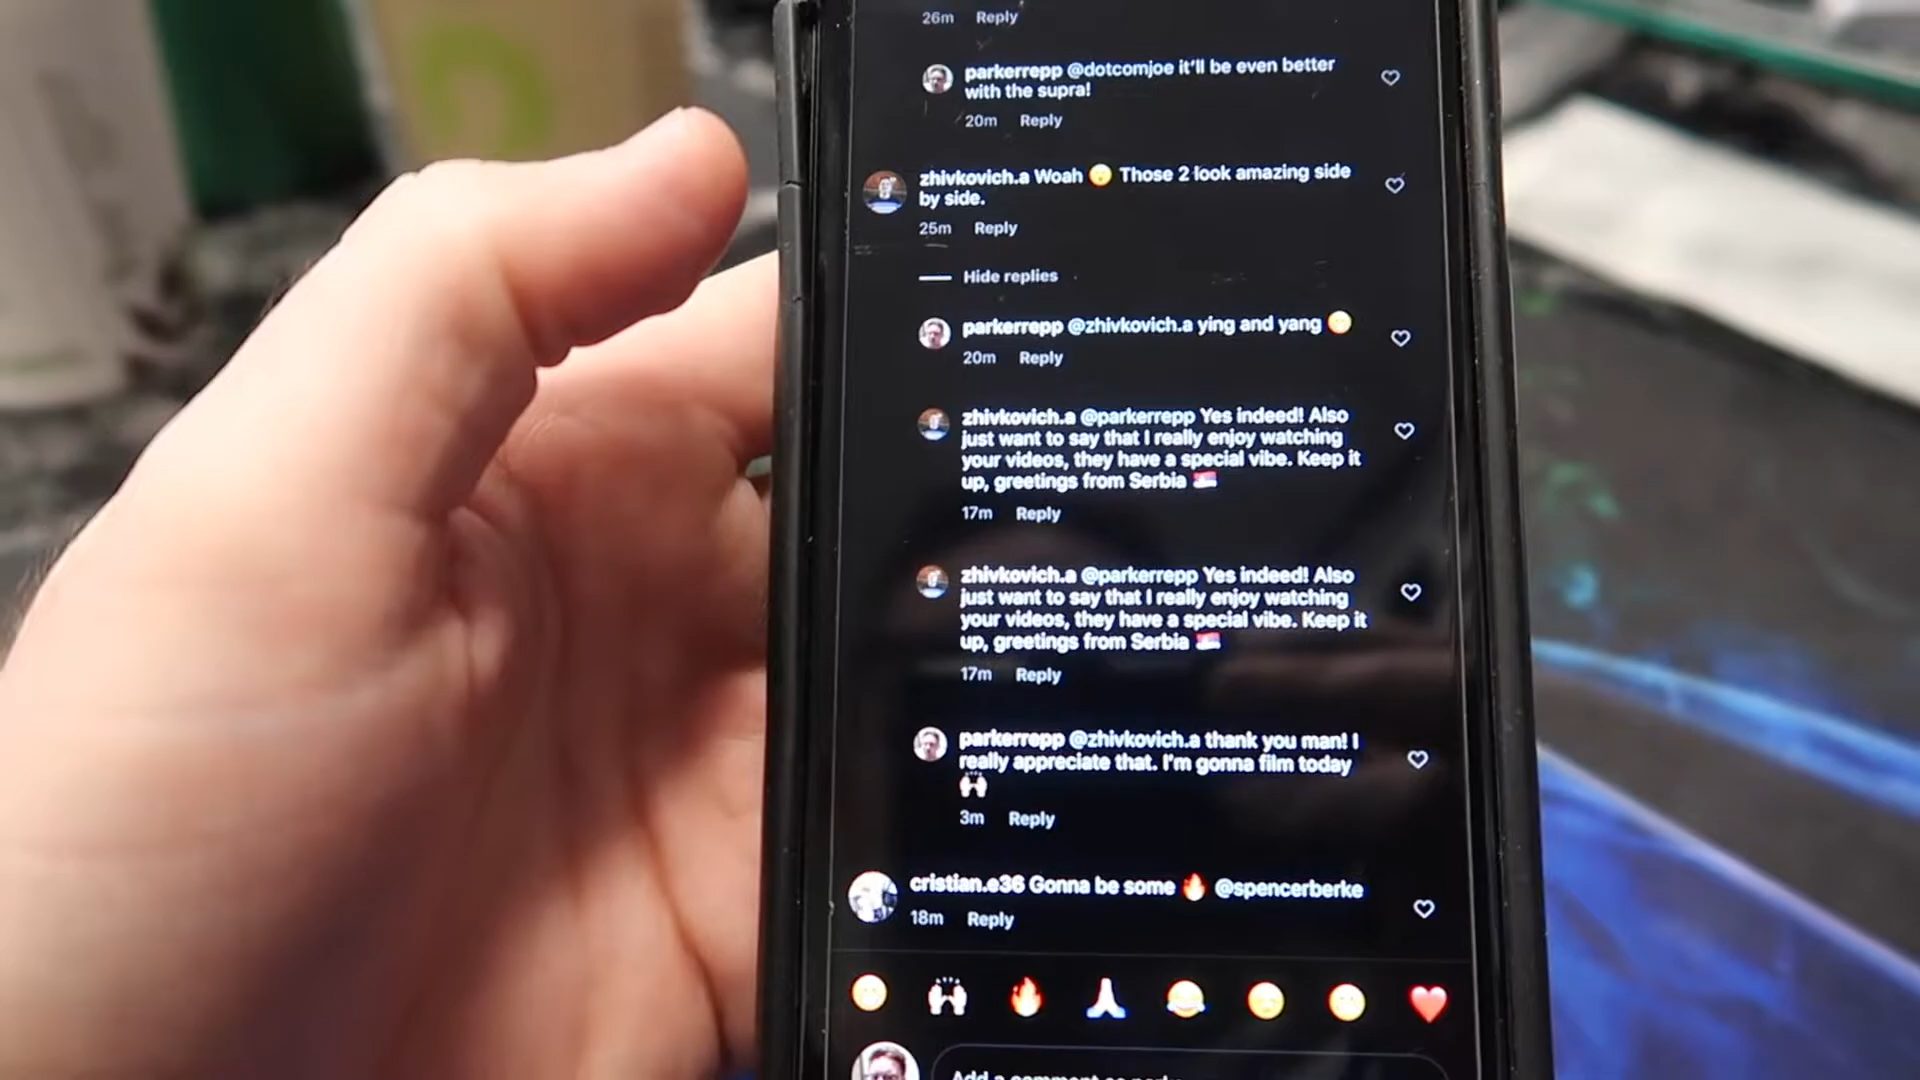 26m Reply
parkerrepp @dotcomjoe it'll be even better
with the supra!
20m Reply
zhivkovich.a Woah 😮 Those 2 look amazing side
by side.
25m Reply
Hide replies
parkerrepp @zhivkovich.a ying and yang
20m Reply
zhivkovich.a @parkerrepp Yes indeed! Also
just want to say that I really enjoy watching
your videos, they have a special vibe. Keep it
up, greetings from Serbia 🇷🇸
17m Reply
zhivkovich.a @parkerrepp Yes indeed! Also
just want to say that I really enjoy watching
your videos, they have a special vibe. Keep it
up, greetings from Serbia 🇷🇸
17m Reply
parkerrepp @zhivkovich.a thank you man! I
really appreciate that. I'm gonna film today
🙌
3m Reply
cristian.e36 Gonna be some 🔥 @spencerberke
18m Reply
Add a comment as